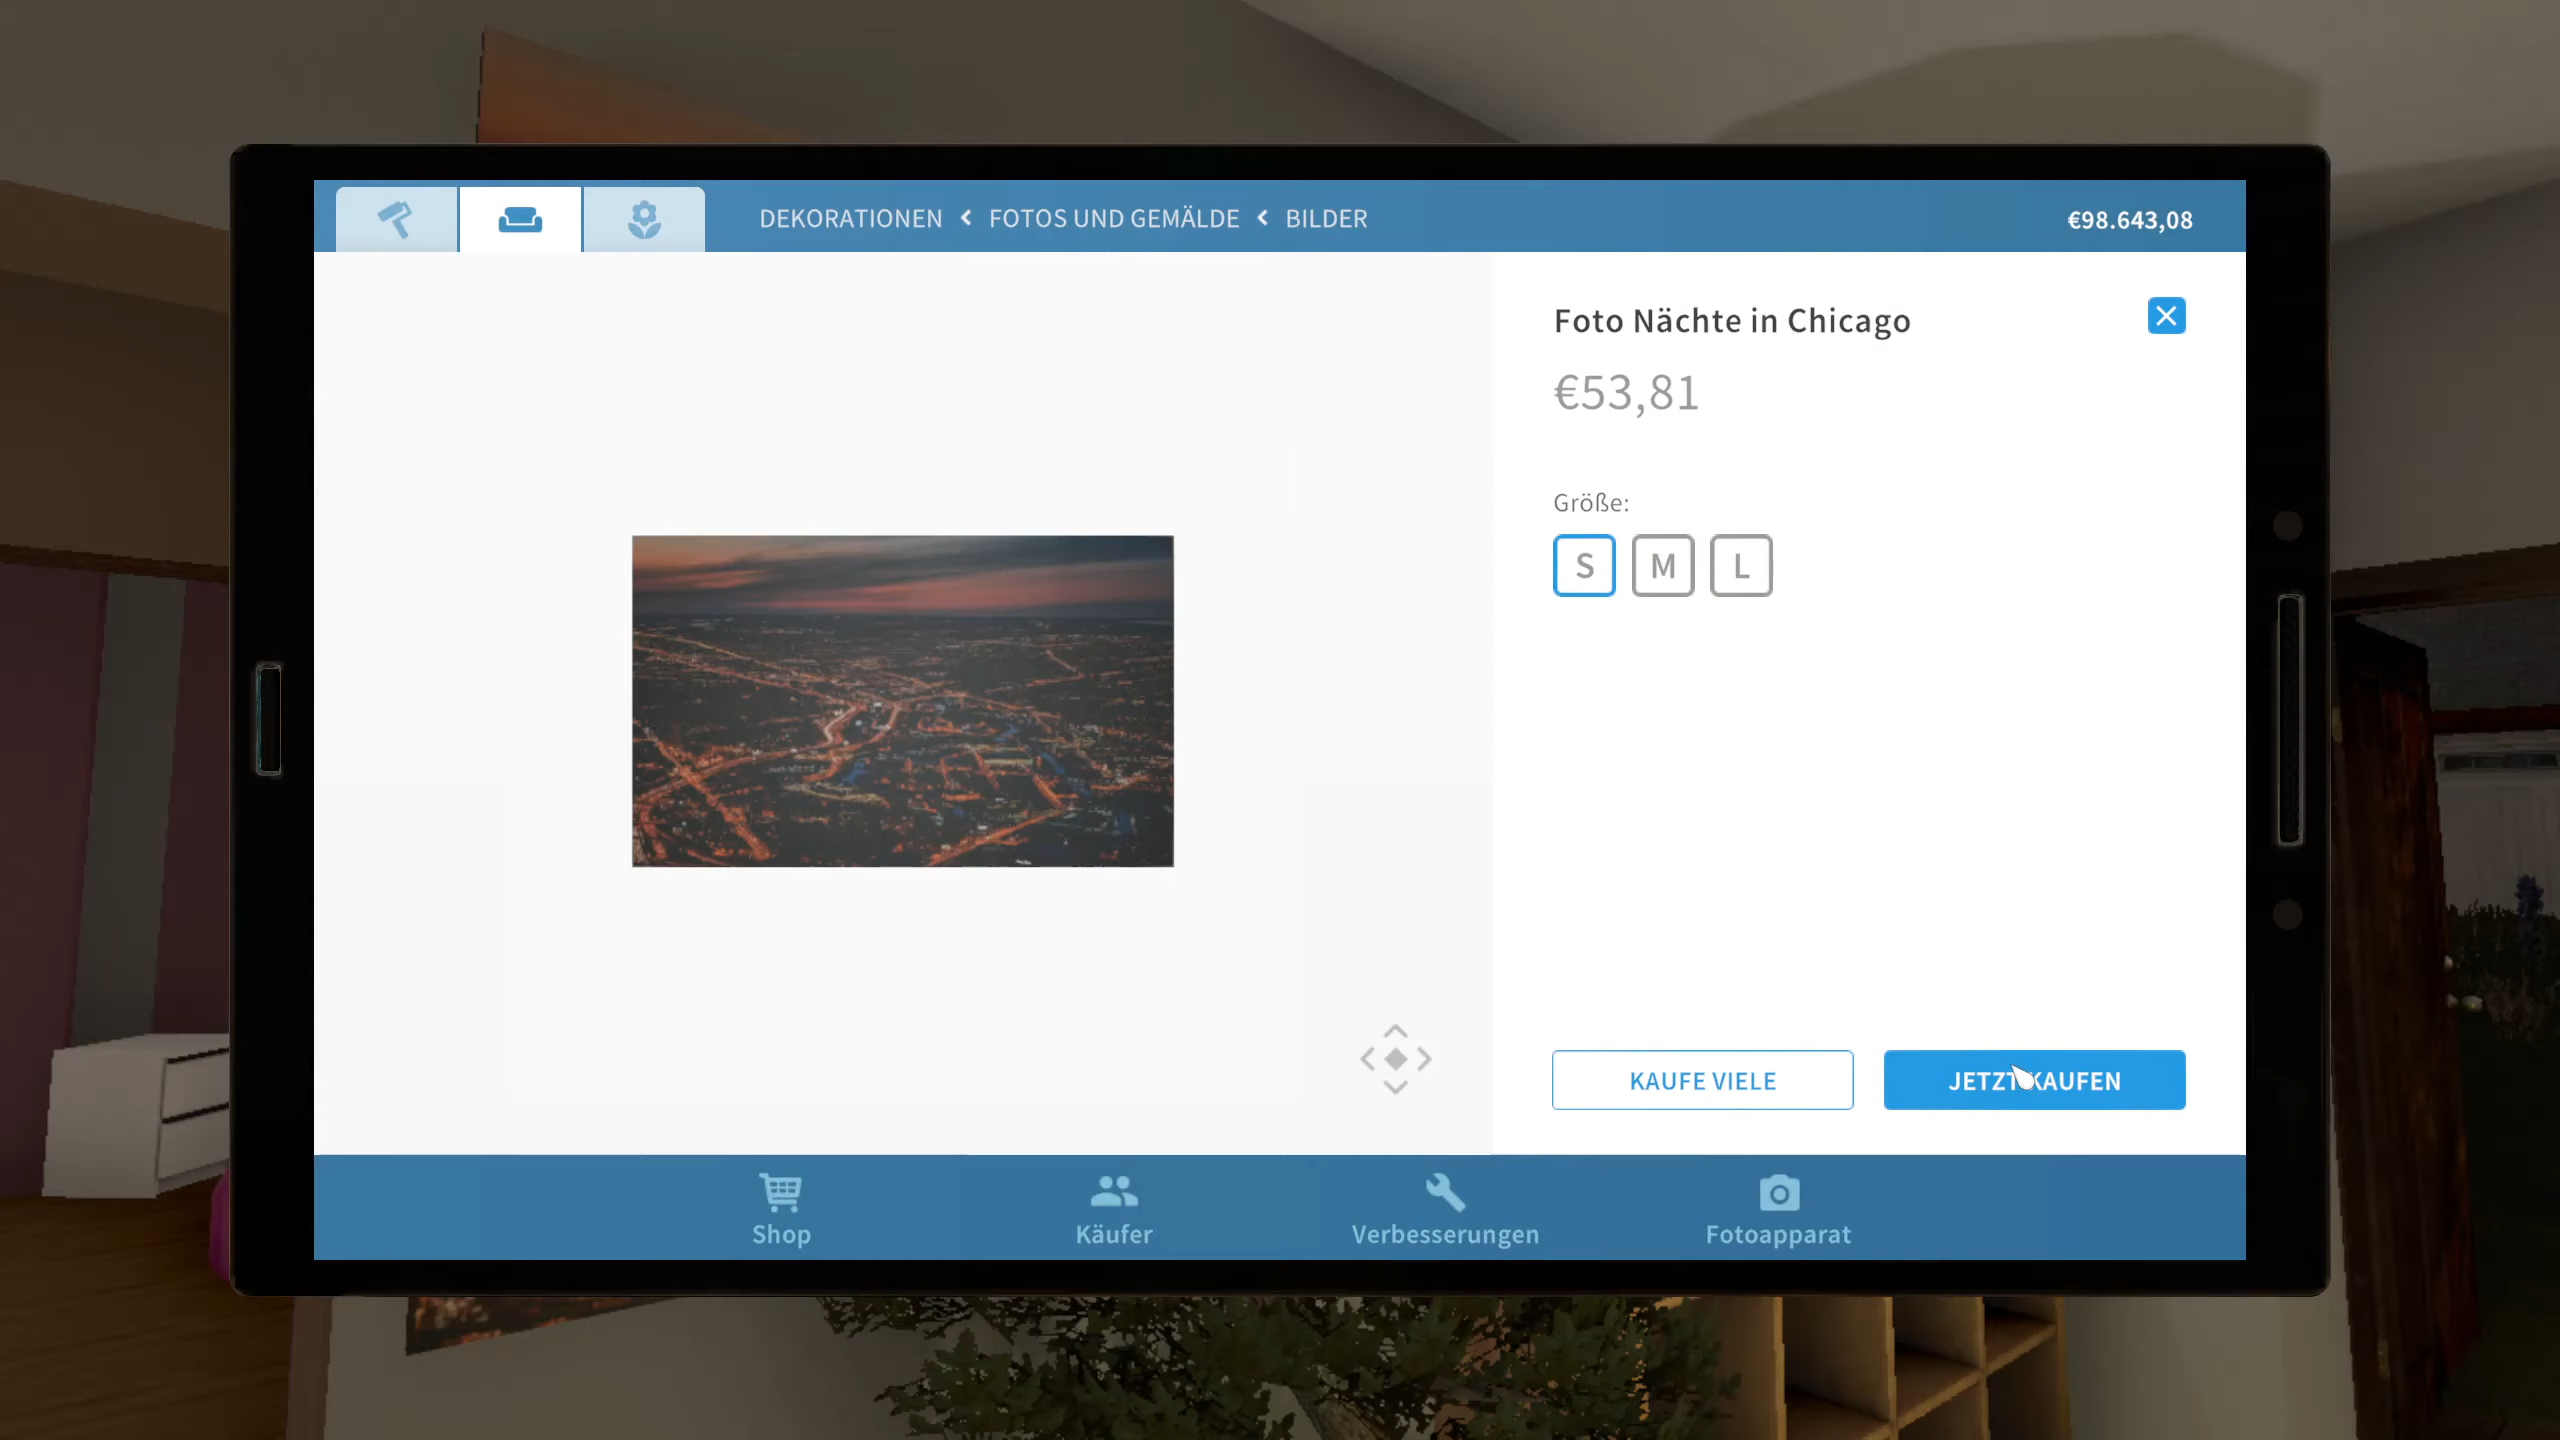 DEKORATIONEN < FOTOS UND GEMÄLDE < BILDER
€98.643,08
Foto Nächte in Chicago
€53,81
Größe:
S M L
KAUFE VIELE
JETZT KAUFEN
Shop
Käufer
Verbesserungen
Fotoapparat